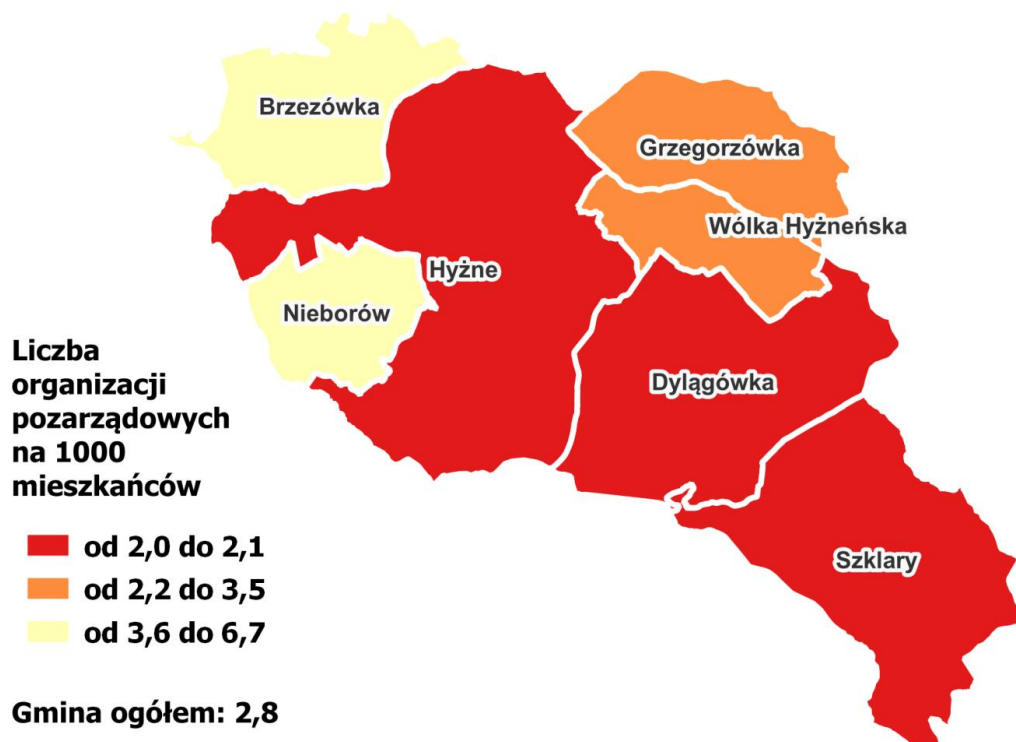 Brzezówka
Grzegorzówka
Wólka Hyżneńska
Hyżne
Nieborów
Dylągówka
Szklary
Liczba
organizacji
pozarządowych
na 1000
mieszkańców
od 2,0 do 2,1
od 2,2 do 3,5
od 3,6 do 6,7
Gmina ogółem: 2,8